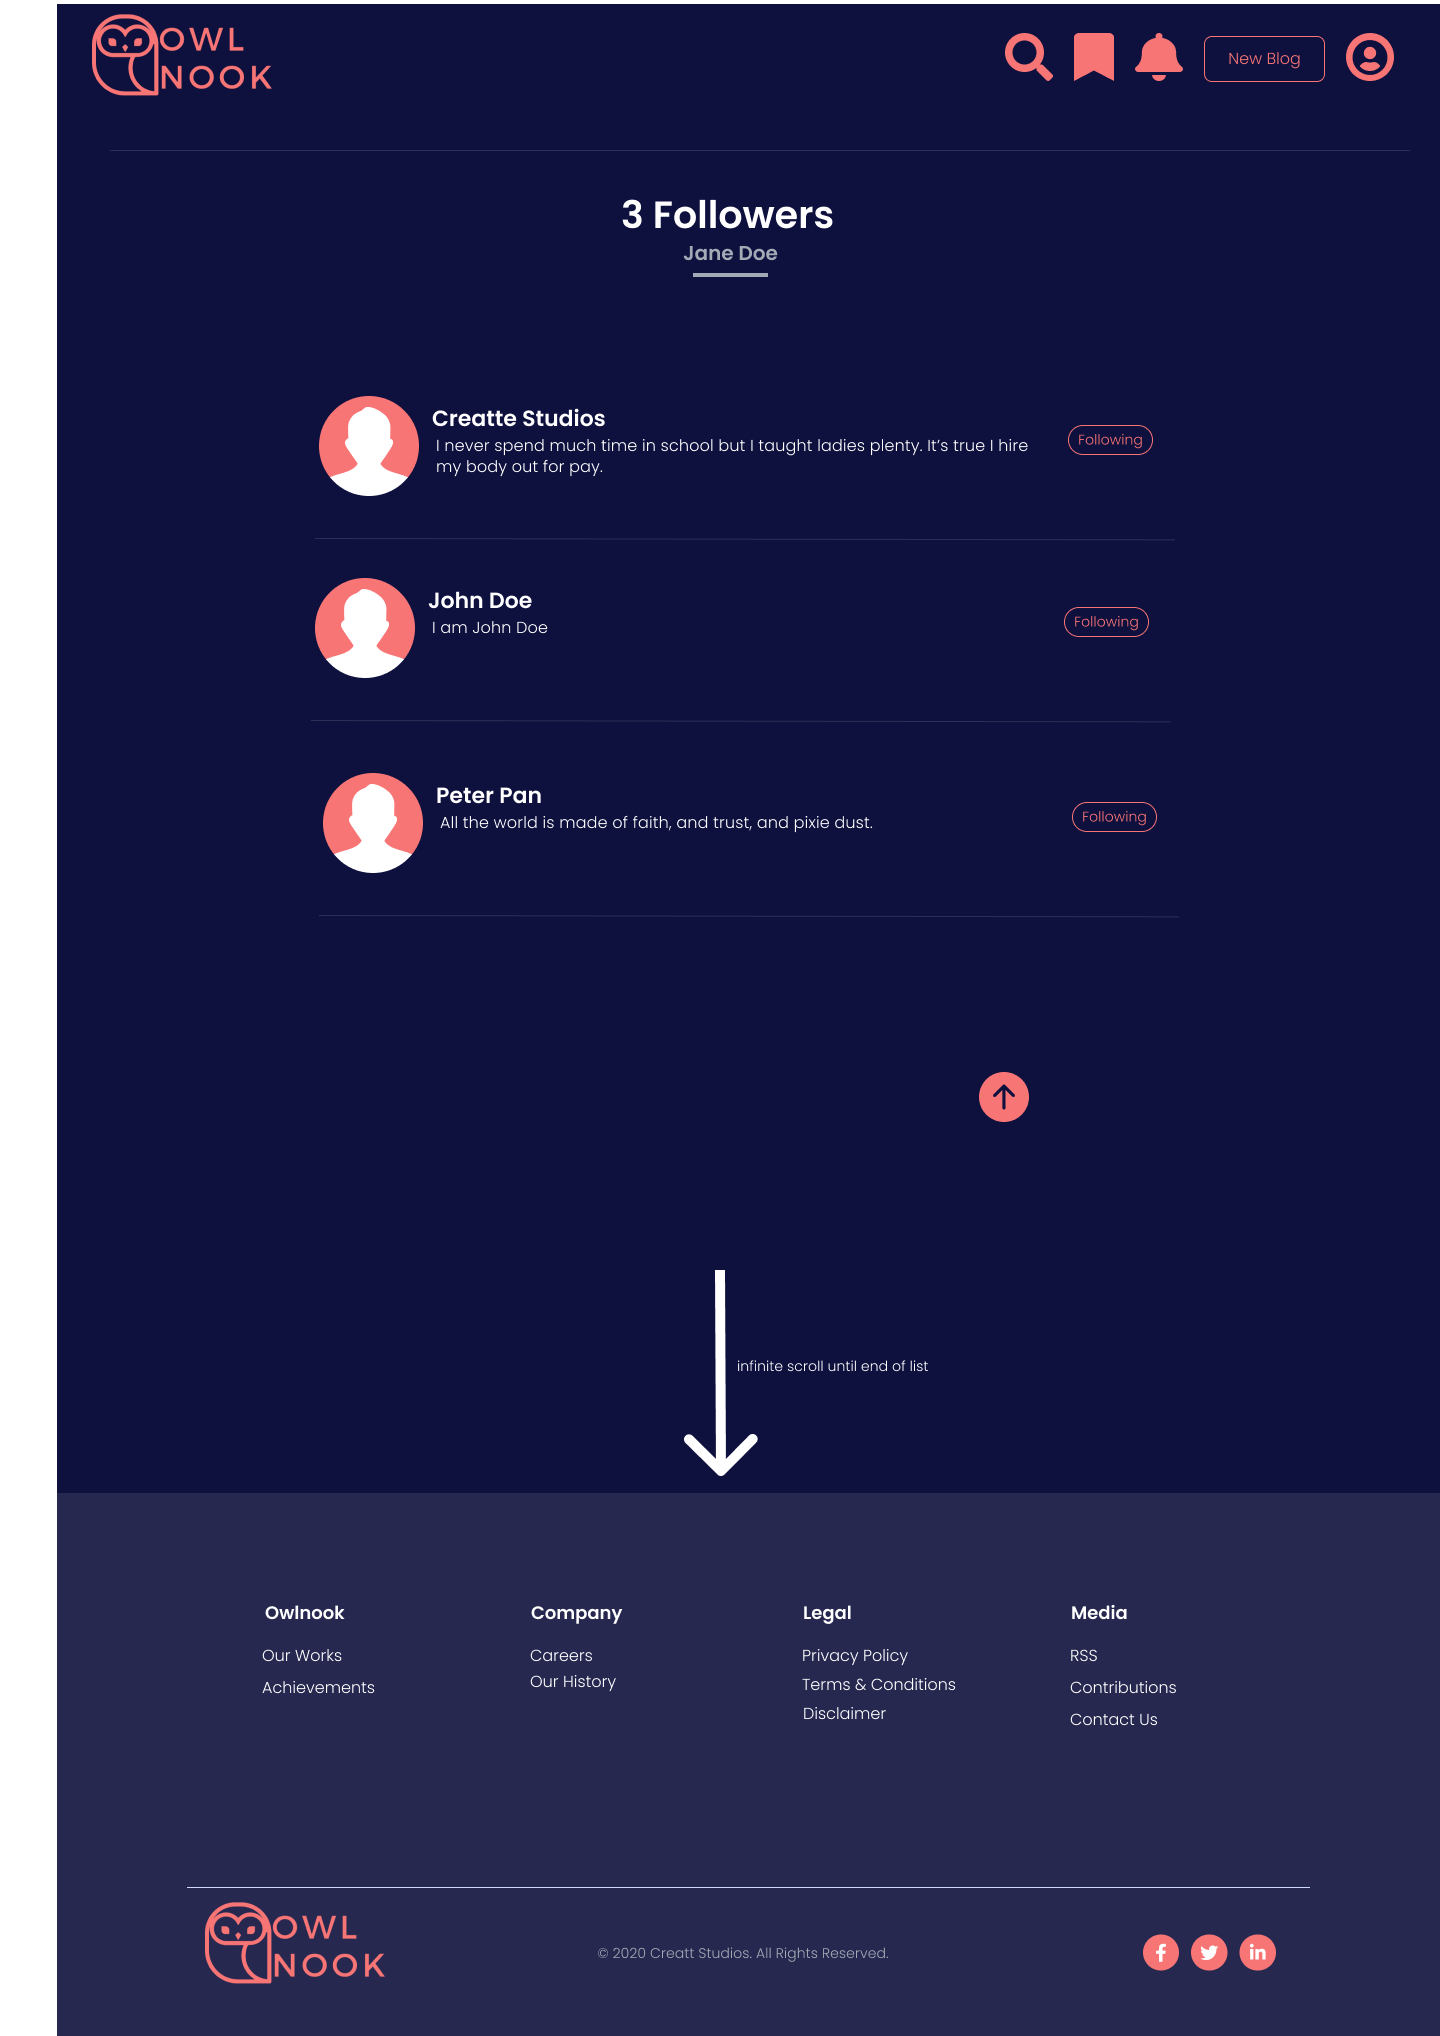 OWL
NOOK
New Blog
3 Followers
Jane Doe
Creatte Studios
I never spend much time in school but I taught ladies plenty. It’s true I hire
my body out for pay.
Following
John Doe
I am John Doe
Following
Peter Pan
All the world is made of faith, and trust, and pixie dust.
Following
infinite scroll until end of list
Owlnook
Our Works
Achievements
Company
Careers
Our History
Legal
Privacy Policy
Terms & Conditions
Disclaimer
Media
RSS
Contributions
Contact Us
OWL
NOOK
© 2020 Creatt Studios. All Rights Reserved.